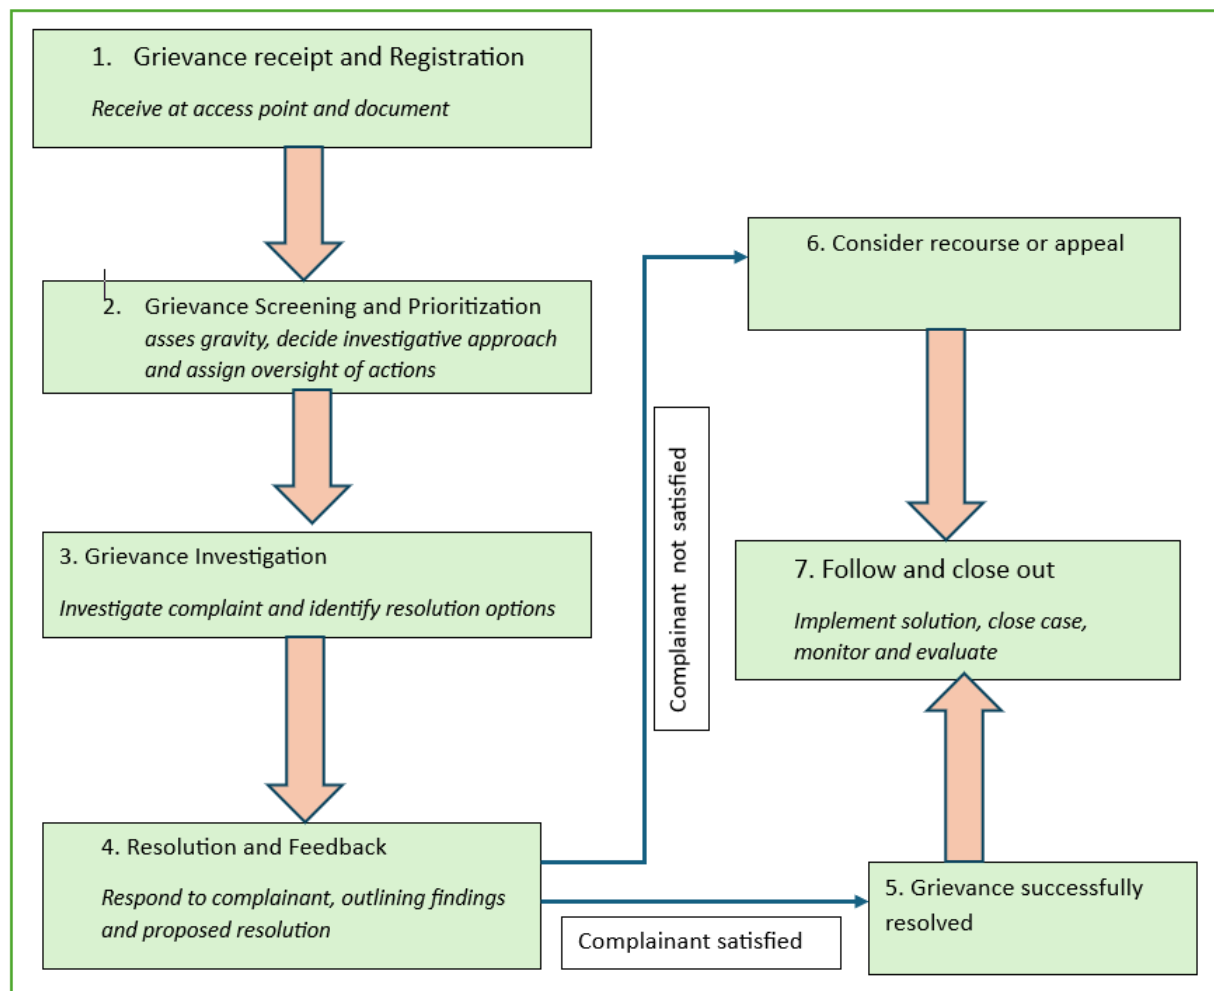 1. Grievance receipt and Registration
Receive at access point and document
2. Grievance Screening and Prioritization
asses gravity, decide investigative approach
and assign oversight of actions
3. Grievance Investigation
Investigate complaint and identify resolution options
4. Resolution and Feedback
Respond to complainant, outlining findings
and proposed resolution
Complainant not satisfied
Complainant satisfied
5. Grievance successfully
resolved
6. Consider recourse or appeal
7. Follow and close out
Implement solution, close case,
monitor and evaluate